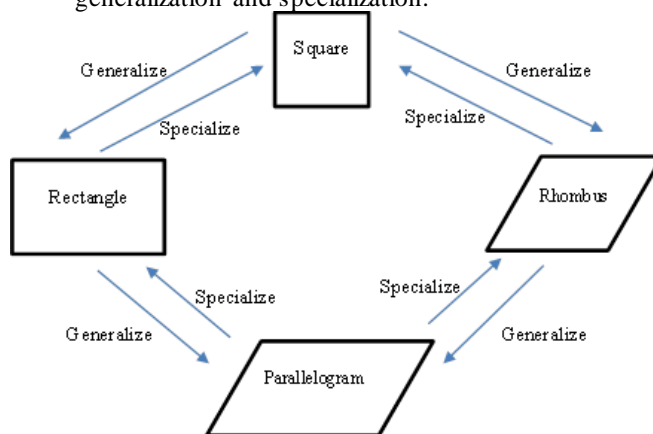 generalization and specialization.
Square
Generalize
Generalize
Specialize
Specialize
Rectangle
Rhombus
Specialize
Specialize
Generalize
Generalize
Parallelogram